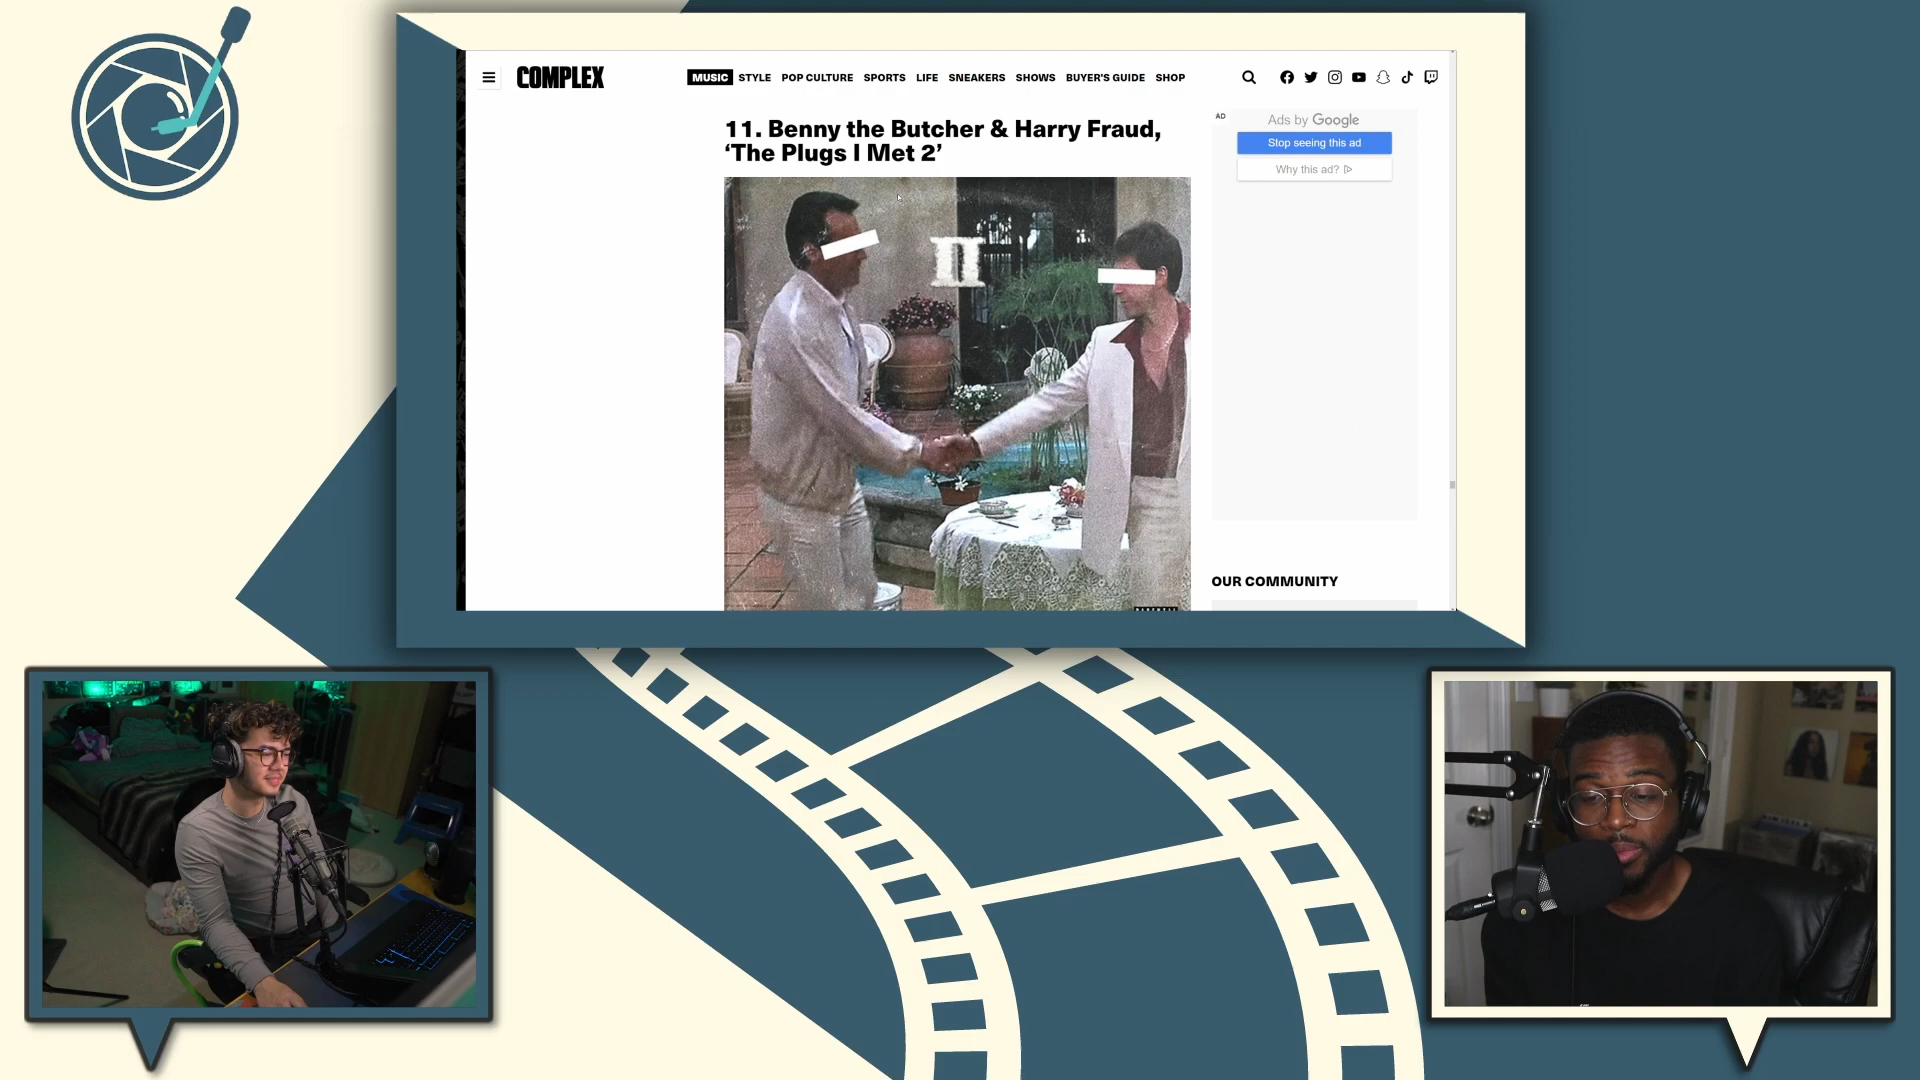 COMPLEX
MUSIC STYLE POP CULTURE SPORTS LIFE SNEAKERS SHOWS BUYER'S GUIDE SHOP
11. Benny the Butcher & Harry Fraud,
‘The Plugs I Met 2’
II
AD
Ads by Google
Stop seeing this ad
Why this ad?
OUR COMMUNITY